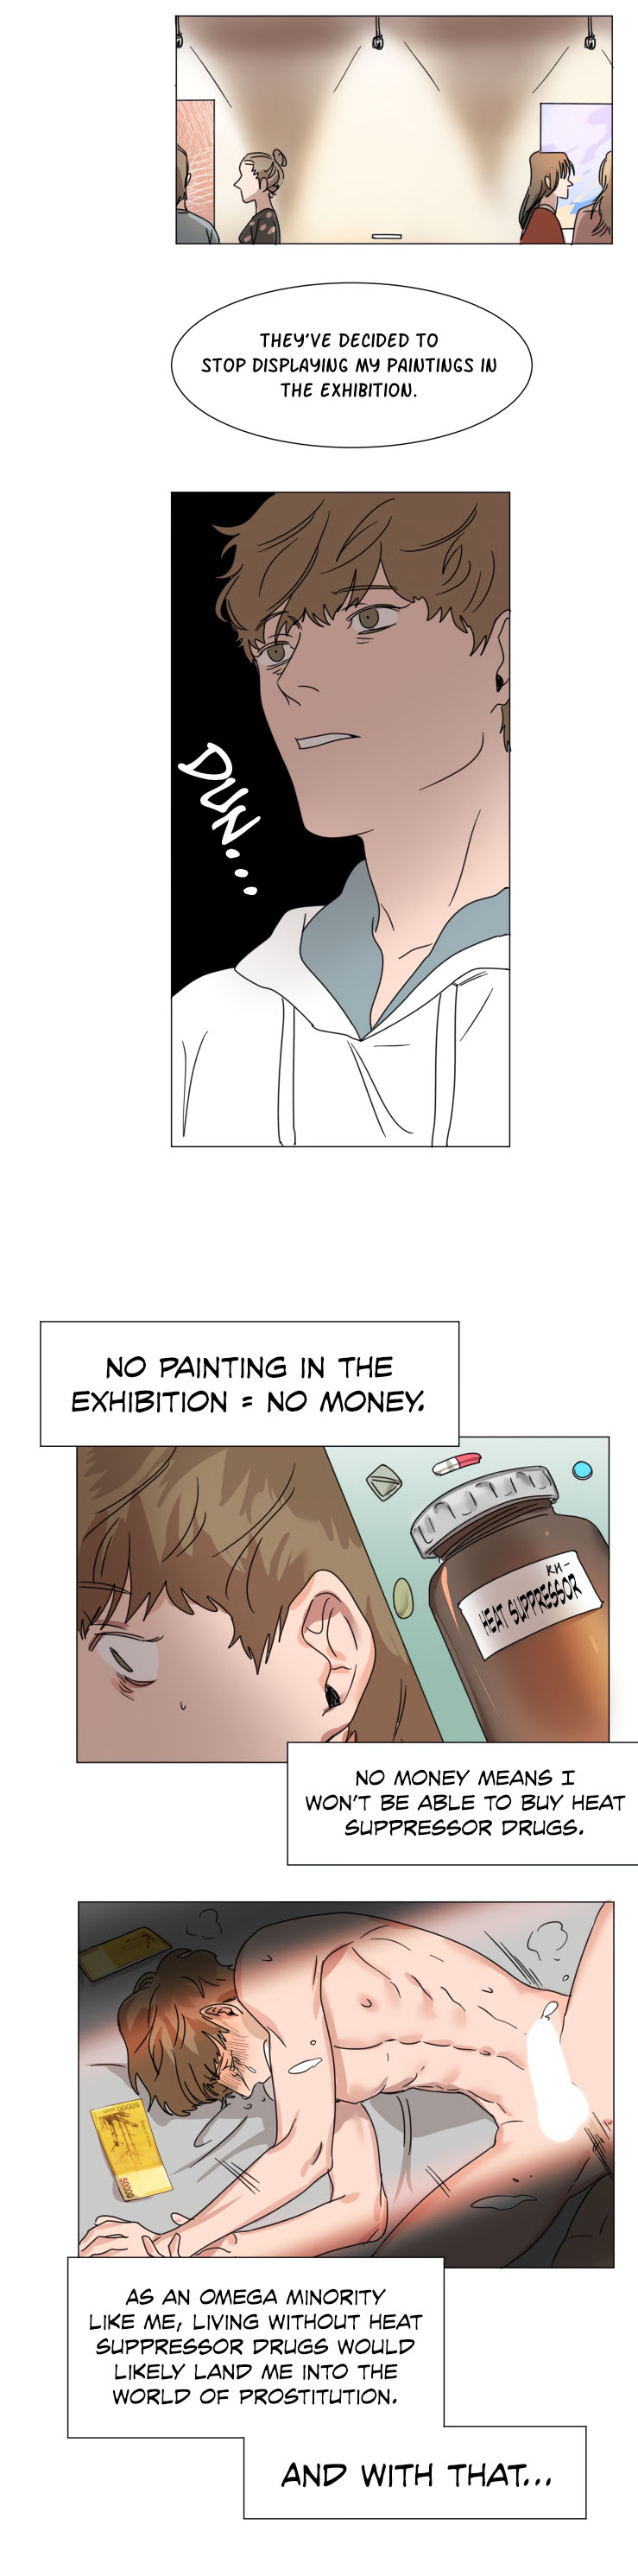 THEY'VE DECIDED TO
STOP DISPLAYING MY PAINTINGS IN
THE EXHIBITION.
DUN...
NO PAINTING IN THE
EXHIBITION = NO MONEY.
KH-
HEAT SUPPRESSOR
NO MONEY MEANS I
WON'T BE ABLE TO BUY HEAT
SUPPRESSOR DRUGS.
50000
50000
AS AN OMEGA MINORITY
LIKE ME, LIVING WITHOUT HEAT
SUPPRESSOR DRUGS WOULD
LIKELY LAND ME INTO THE
WORLD OF PROSTITUTION.
AND WITH THAT...